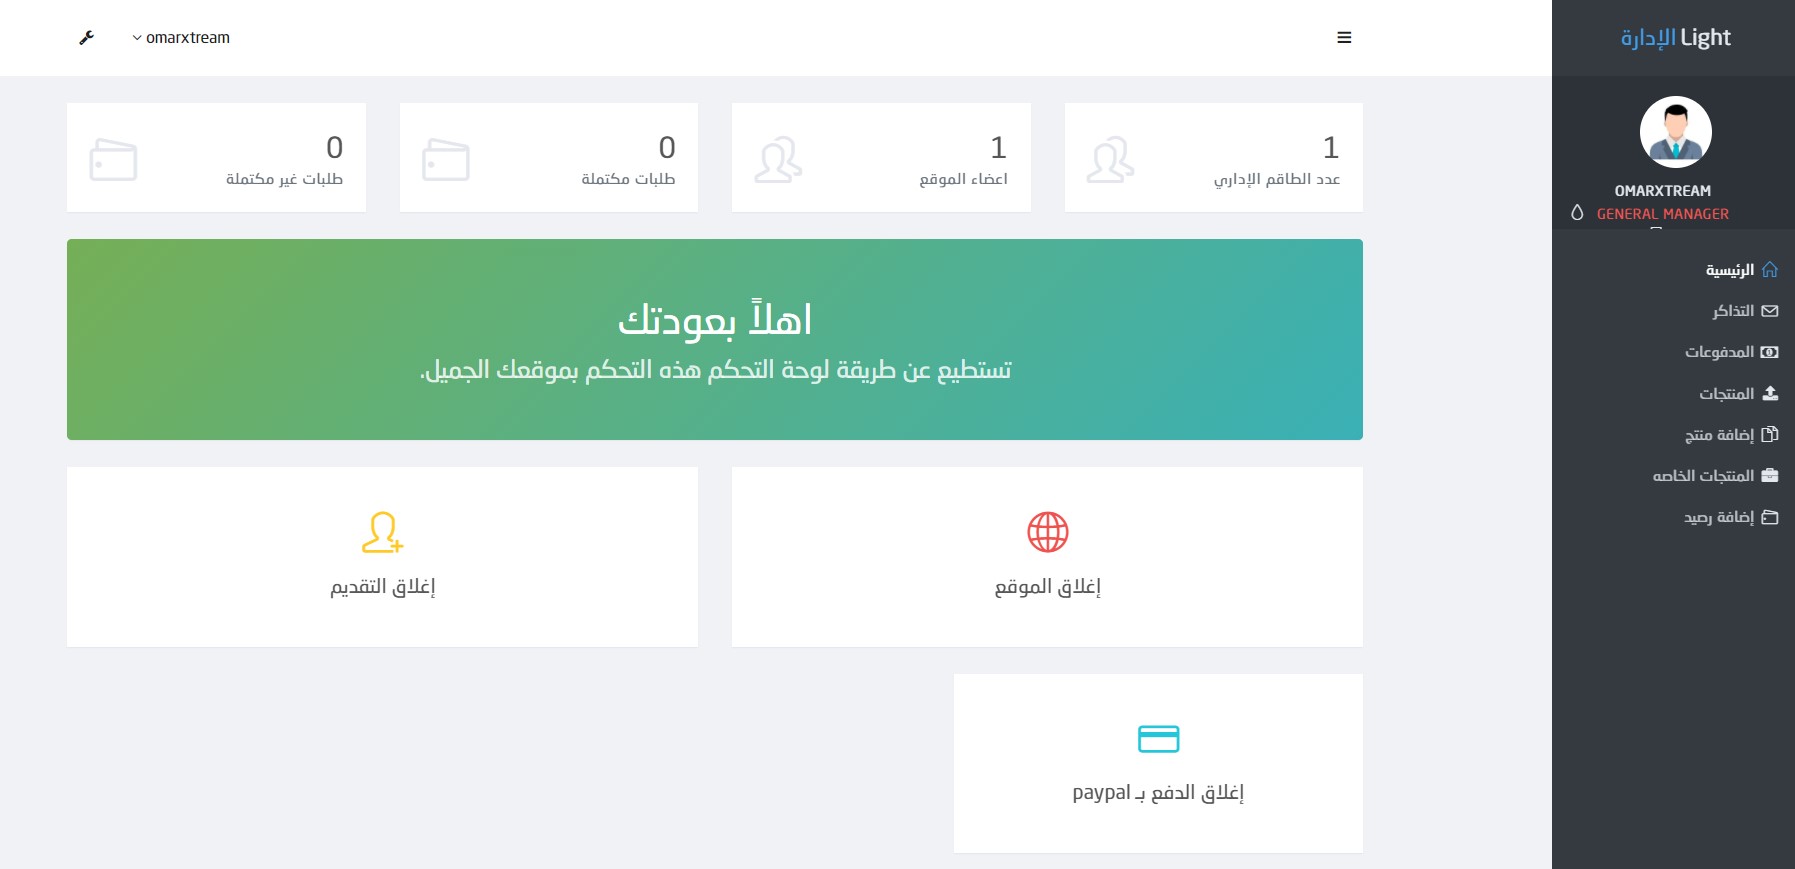 الإدارة Light
OMARXTREAM
GENERAL MANAGER
الرئيسية
التذاكر
المدفوعات
المنتجات
إضافة منتج
المنتجات الخاصه
إضافة رصيد
omarxtream
1
عدد الطاقم الإداري
1
اعضاء الموقع
0
طلبات مكتملة
0
طلبات غير مكتملة
اهلاً بعودتك
تستطيع عن طريقة لوحة التحكم هذه التحكم بموقعك الجميل.
إغلاق الموقع
إغلاق التقديم
إغلاق الدفع بـ paypal